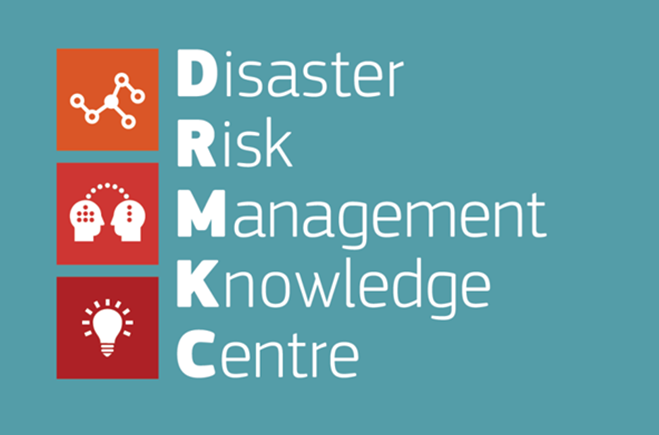 Disaster
Risk
Management
Knowledge
Centre